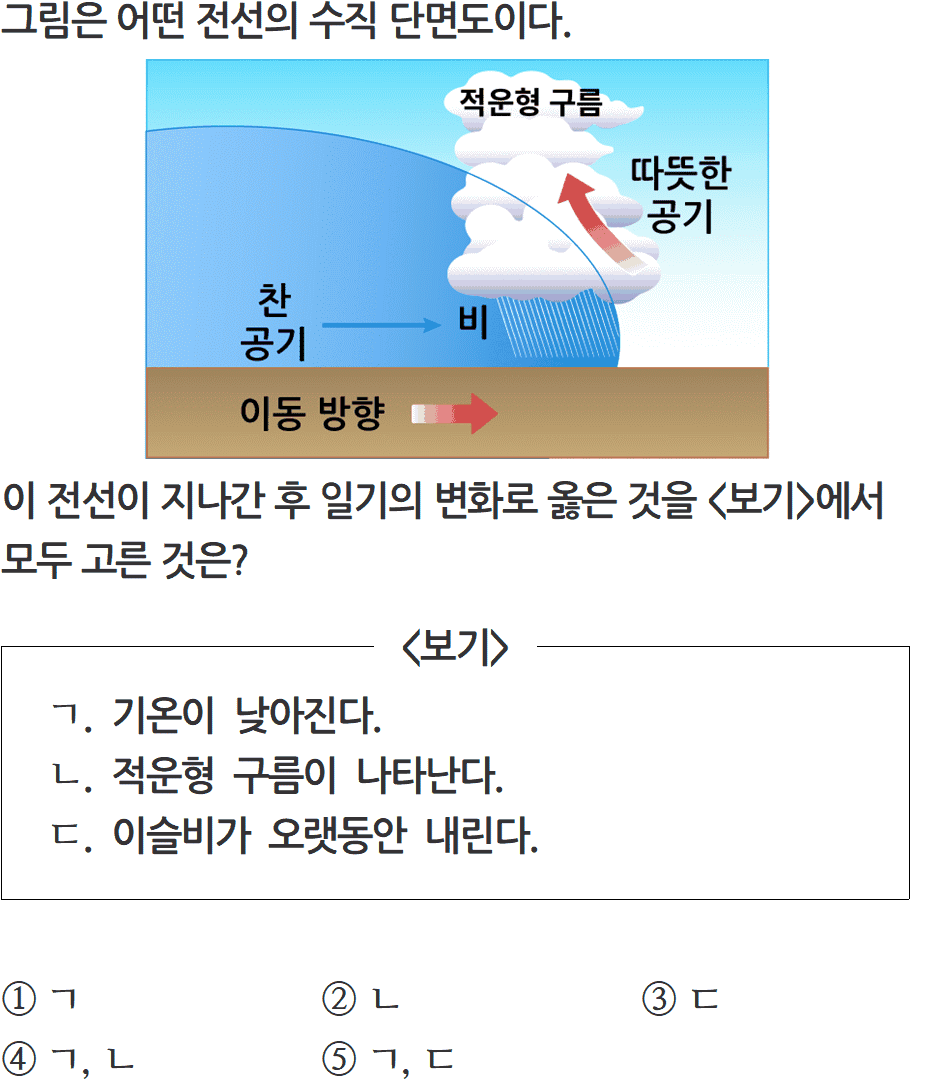 그림은 어떤 전선의 수직 단면도이다.
적운형 구름
따뜻한
공기
찬
공기
비
이동 방향
이 전선이 지나간 후 일기의 변화로 옳은 것을 <보기>에서
모두 고른 것은?
<보기>
ㄱ. 기온이 낮아진다.
ㄴ. 적운형 구름이 나타난다.
ㄷ. 이슬비가 오랫동안 내린다.
① ㄱ ② ㄴ ③ ㄷ
④ ㄱ, ㄴ ⑤ ㄱ, ㄷ